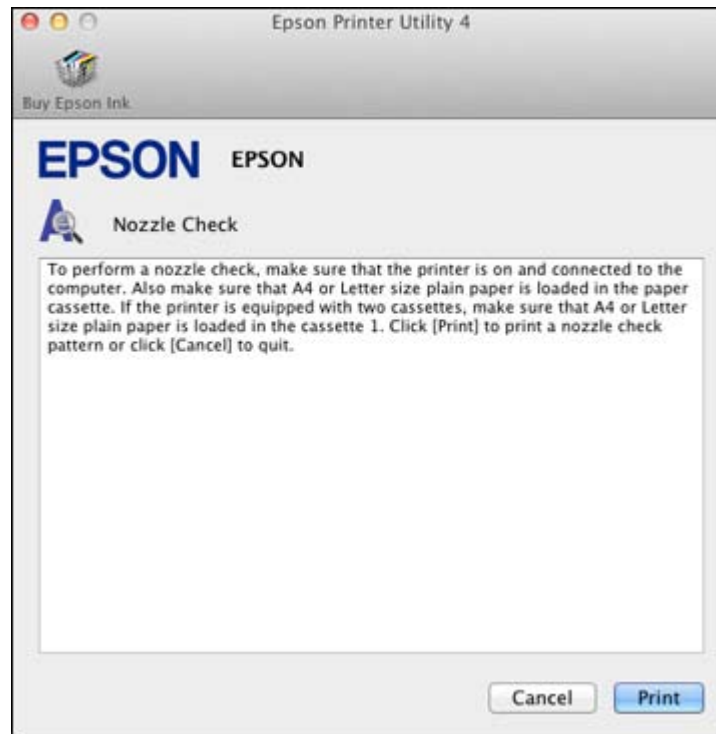 Epson Printer Utility 4
Buy Epson Ink
EPSON EPSON
Nozzle Check
To perform a nozzle check, make sure that the printer is on and connected to the
computer. Also make sure that A4 or Letter size plain paper is loaded in the paper
cassette. If the printer is equipped with two cassettes, make sure that A4 or Letter
size plain paper is loaded in the cassette 1. Click [Print] to print a nozzle check
pattern or click [Cancel] to quit.
Cancel Print